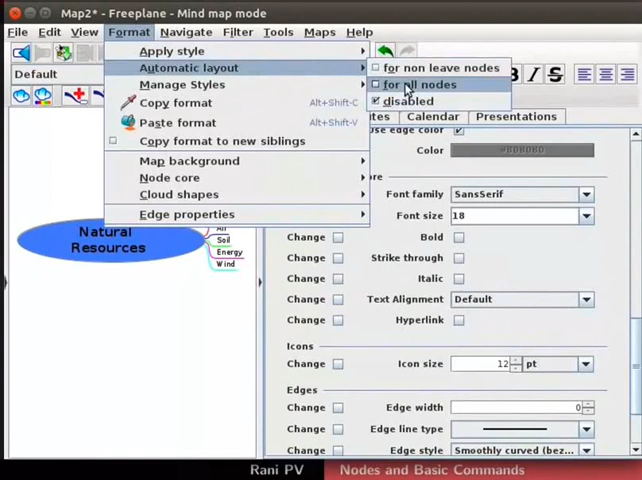 Map2* - Freeplane - Mind map mode
File Edit View Format Navigate Filter Tools Maps Help
Apply style
Automatic layout
for non leave nodes
Default
Manage Styles
for all nodes
Copy format Alt+Shift-C
disabled
Paste format Alt+Shift-V
Calendar Presentations
Copy format to new siblings
Color #808080
Map background
Node core
Font family SansSerif
Cloud shapes
Font size 18
Edge properties
Natural
Resources
Soil
Energy
Wind
Change Bold
Change Strike through
Change Italic
Change Text Alignment Default
Change Hyperlink
Icons
Change Icon size 12 pt
Edges
Change Edge width 0
Change Edge line type
Change Edge style Smoothly curved (bez...
Rani PV Nodes and Basic Commands